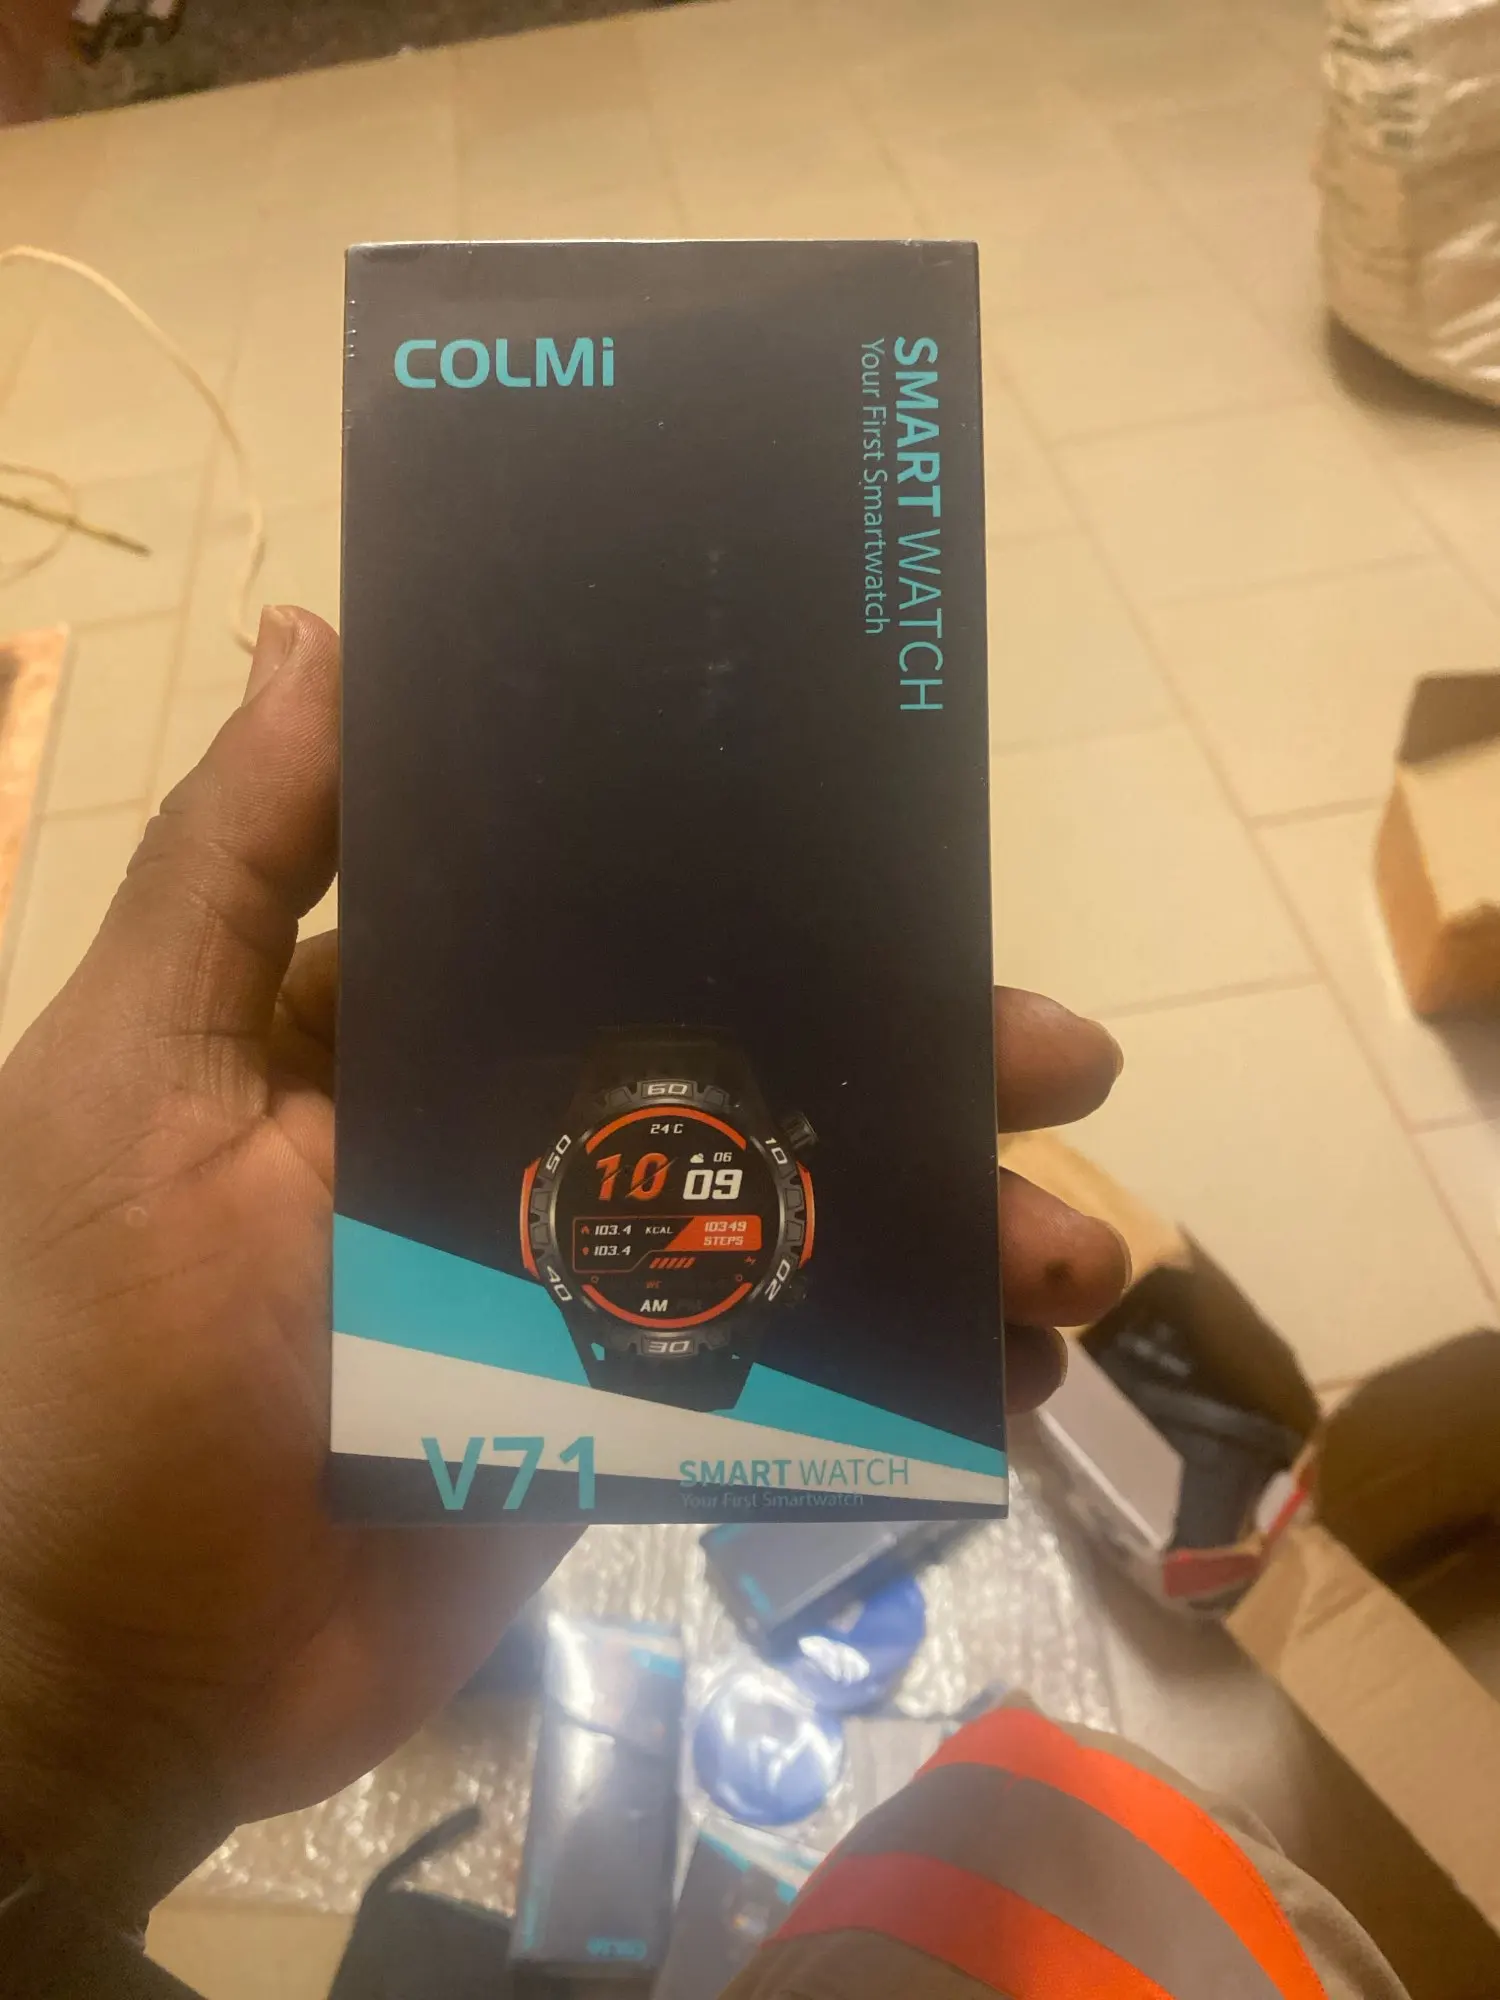 COLMi
SMART WATCH
Your First Smartwatch
60
50
10
24 C
10
06
09
103.4 KCAL
10349
STEPS
103.4
40
20
AM PM
30
V71
SMART WATCH
Your First Smartwatch